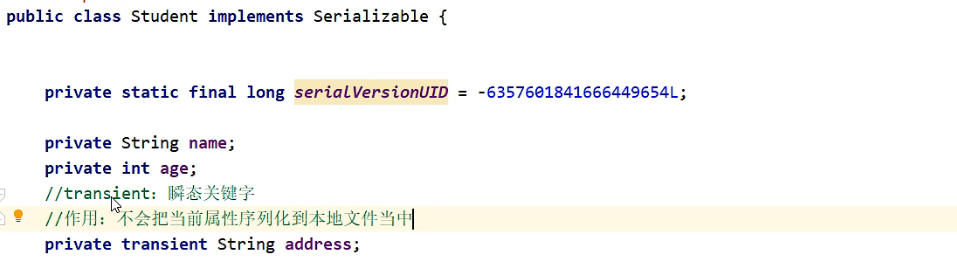 public class Student implements Serializable {
private static final long serialVersionUID = -6357601841666449654L;
private String name;
private int age;
//transient：瞬态关键字
//作用：不会把当前属性序列化到本地文件当中
private transient String address;